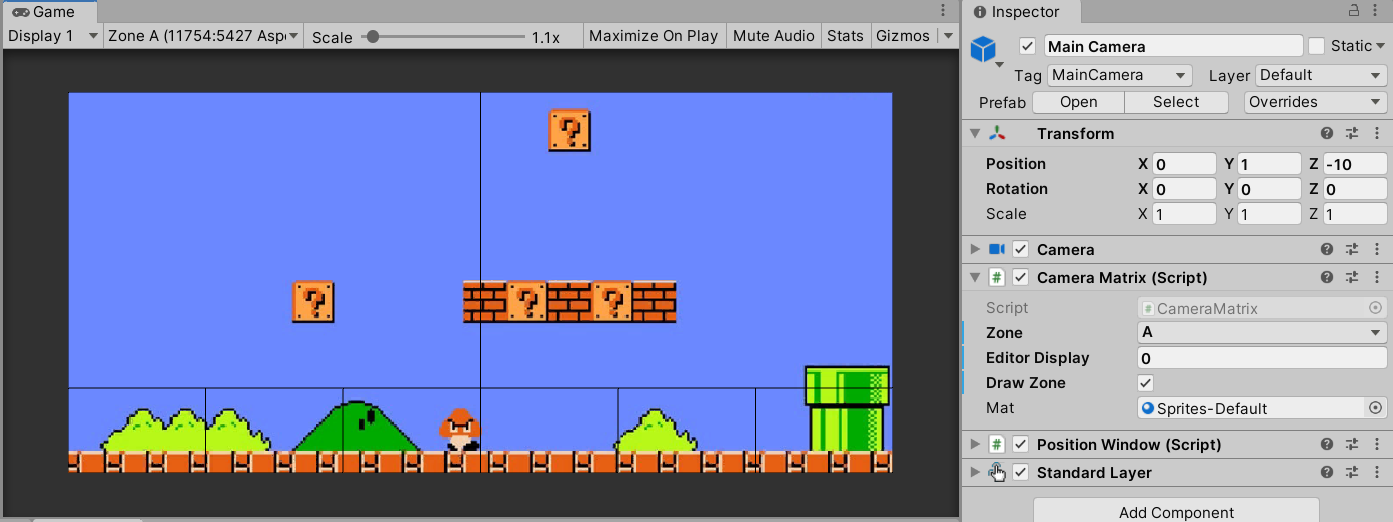 Game
Display 1 Zone A (11754:5427 Asp Scale 1.1x Maximize On Play Mute Audio Stats Gizmos
?
?
? ?
Inspector
Main Camera Static
Tag MainCamera Layer Default
Prefab Open Select Overrides
Transform
Position X 0 Y 1 Z -10
Rotation X 0 Y 0 Z 0
Scale X 1 Y 1 Z 1
Camera
# Camera Matrix (Script)
Script # CameraMatrix
Zone A
Editor Display 0
Draw Zone
Mat Sprites-Default
# Position Window (Script)
Standard Layer
Add Component